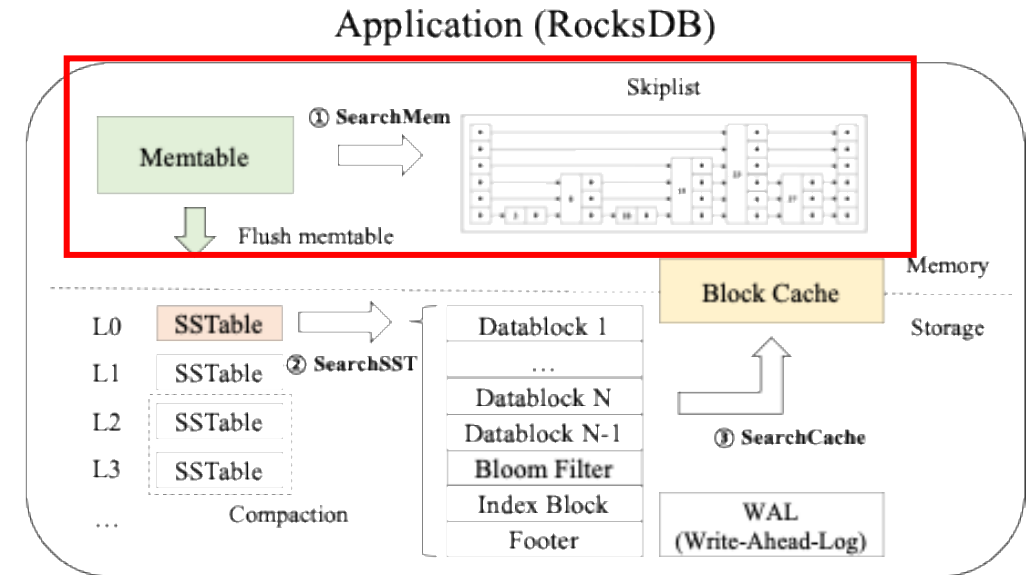 Application (RocksDB)
Skiplist
① SearchMem
Memtable
Flush memtable
Memory
Block Cache
Storage
L0
SSTable
Datablock 1
② SearchSST
L1
SSTable
...
L2
SSTable
Datablock N
Datablock N-1
③ SearchCache
L3
SSTable
Bloom Filter
...
Compaction
Index Block
Footer
WAL
(Write-Ahead-Log)